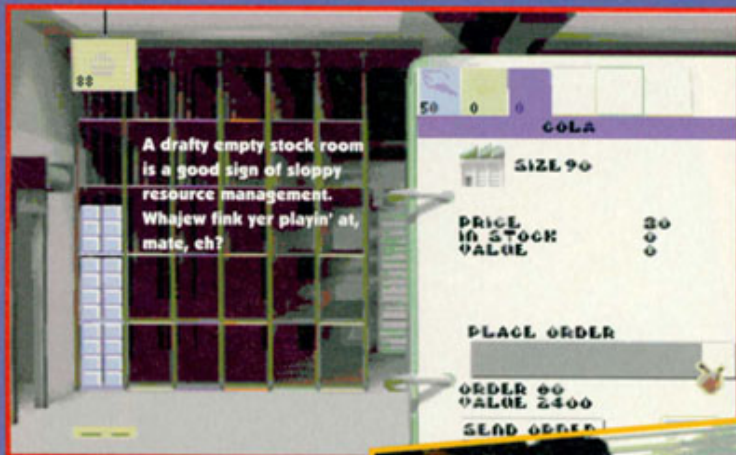 88
A drafty empty stock room
is a good sign of sloppy
resource management.
Whajew fink yer playin' at,
mate, eh?
50 0 0
COLA
SIZE 90
PRICE
IN STOCK 0
VALUE 0
PLACE ORDER
ORDER
VALUE 2400
SEND ORDER